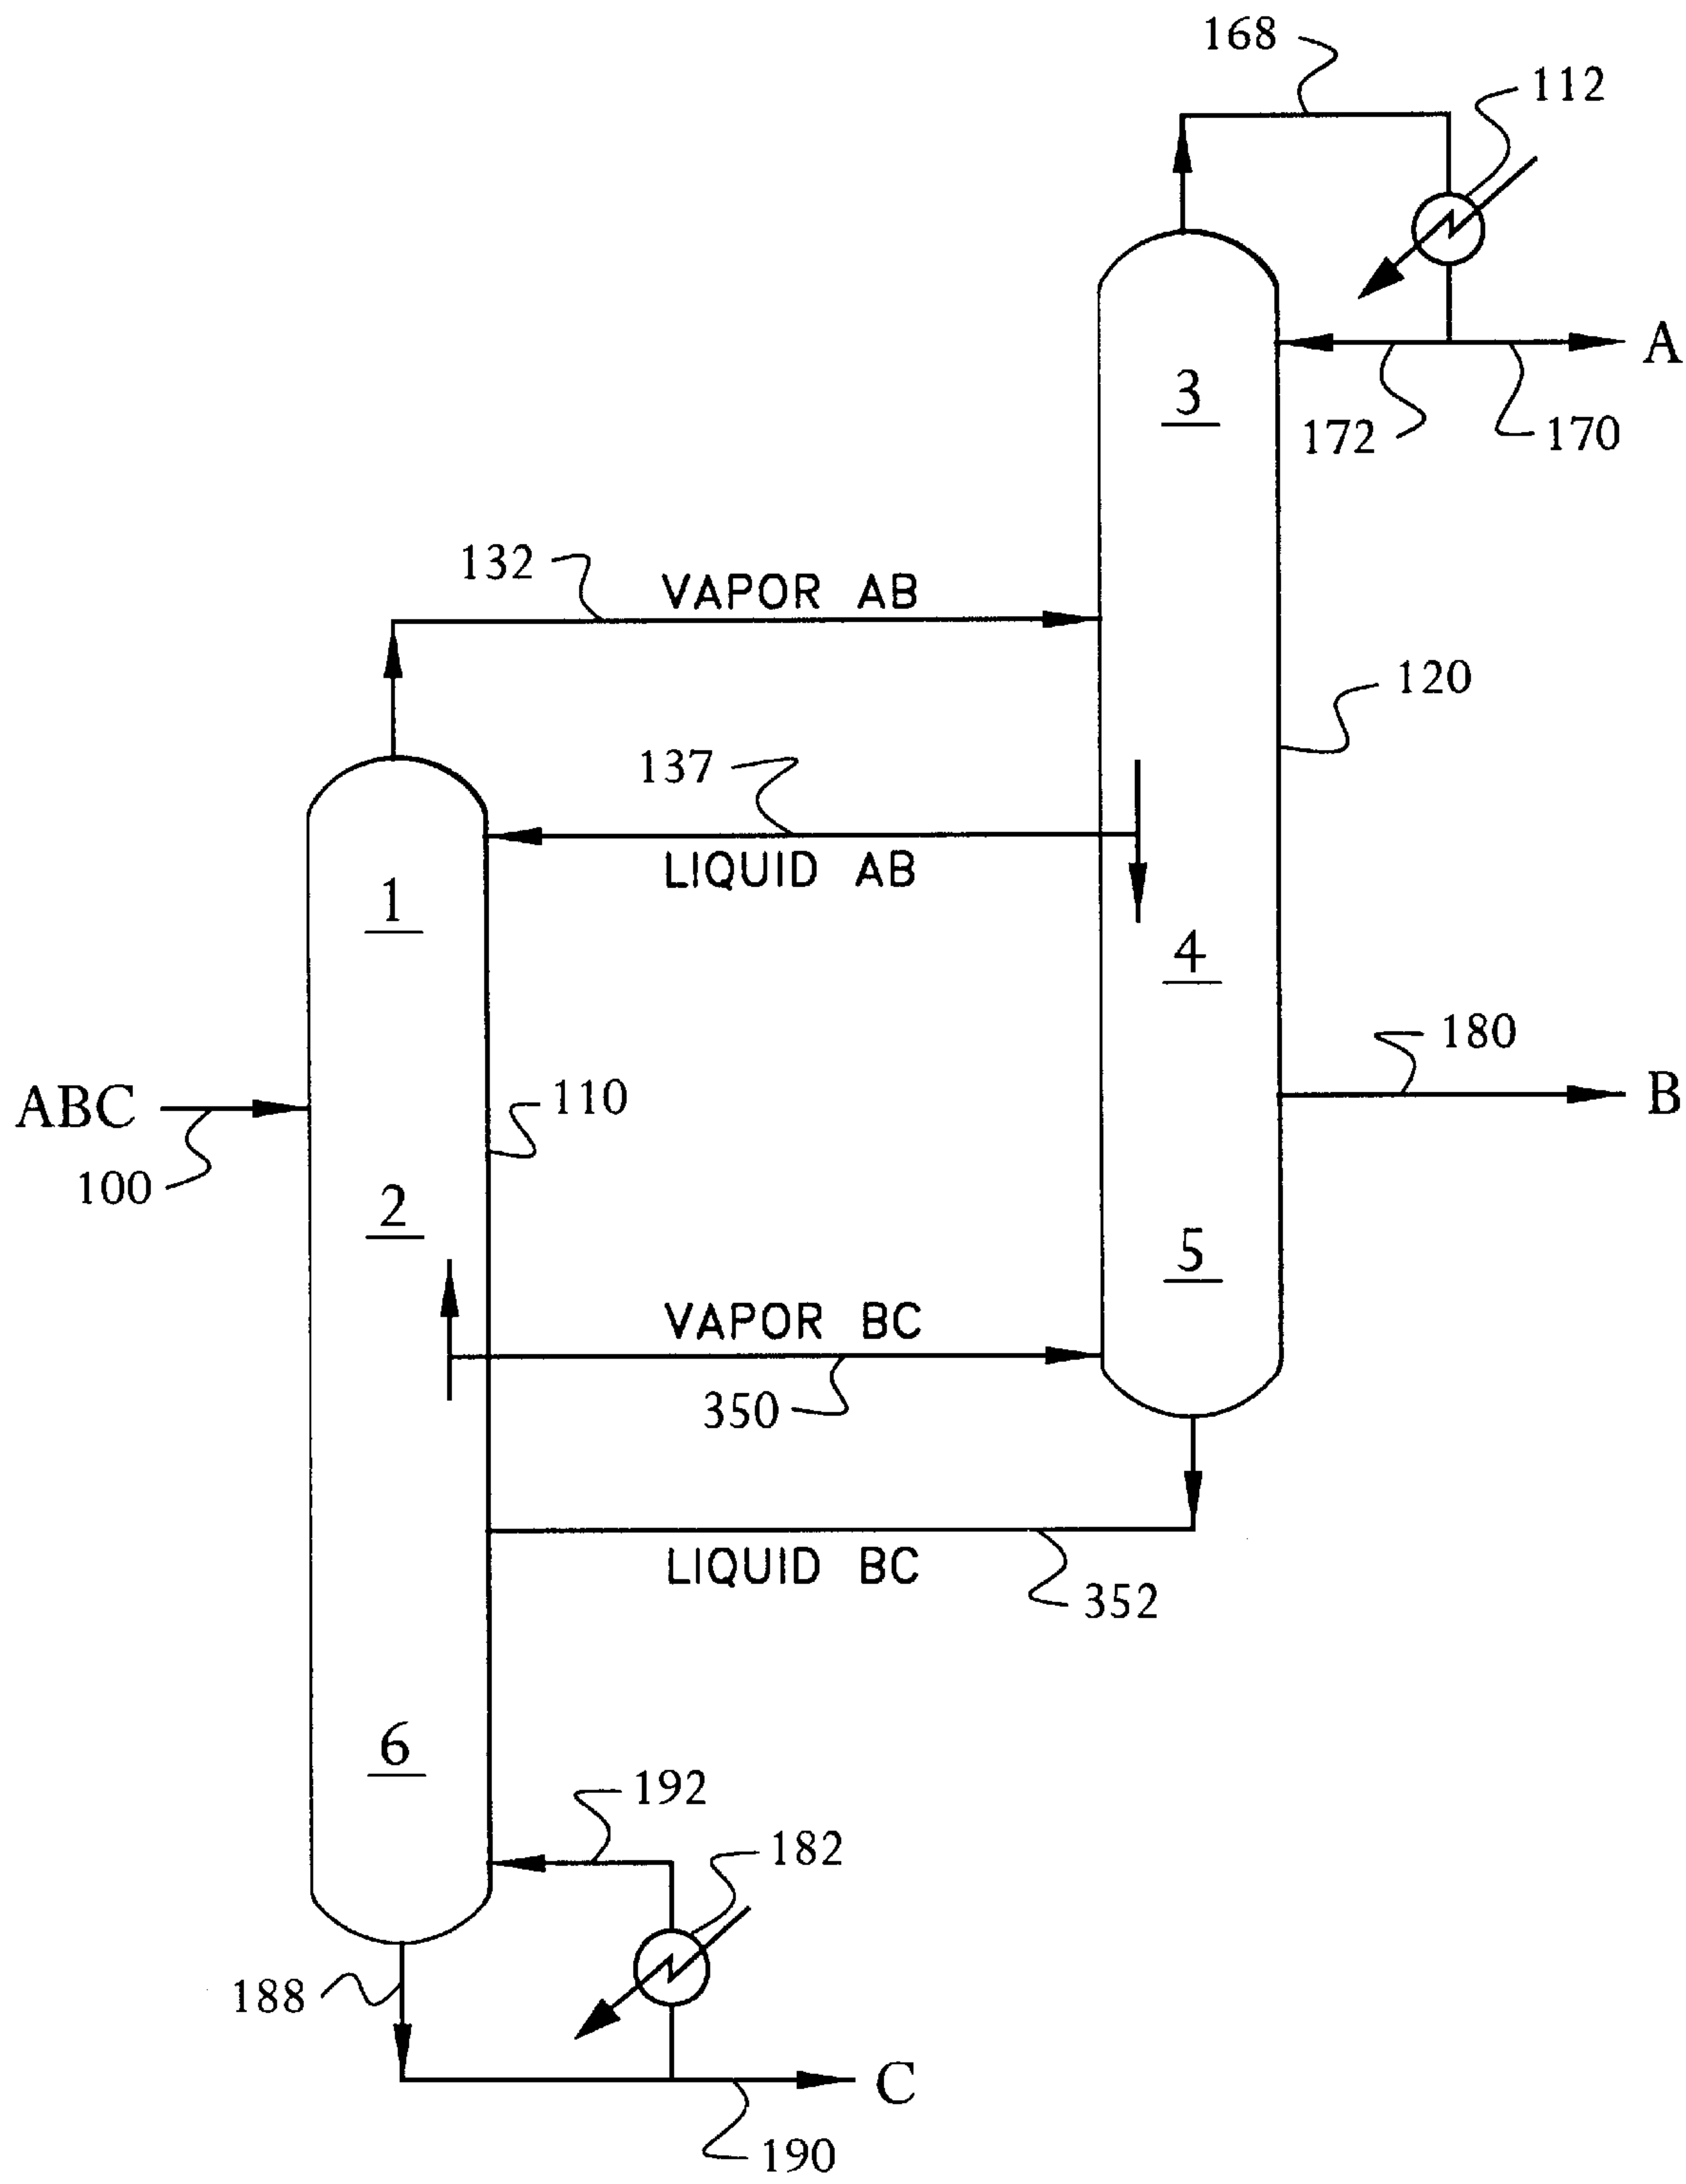 168
112
A
3
172
170
132
VAPOR AB
120
137
LIQUID AB
1
4
180
ABC
B
110
100
2
5
VAPOR BC
350
LIQUID BC
352
6
192
182
188
C
190